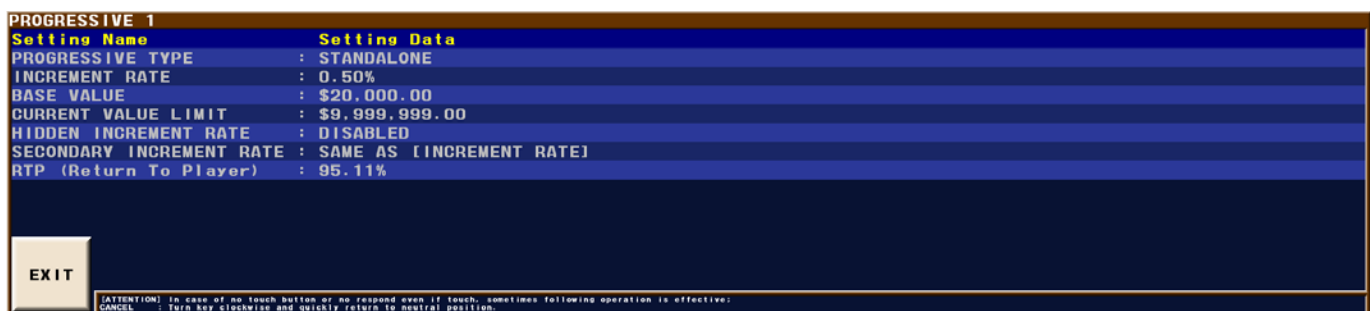 PROGRESSIVE 1
Setting Name Setting Data
PROGRESSIVE TYPE : STANDALONE
INCREMENT RATE : 0.50%
BASE VALUE : $20,000.00
CURRENT VALUE LIMIT : $9,999,999.00
HIDDEN INCREMENT RATE : DISABLED
SECONDARY INCREMENT RATE : SAME AS [INCREMENT RATE]
RTP (Return To Player) : 95.11%
EXIT
[ATTENTION] In case of no touch button or no respond even if touch, sometimes following operation is effective:
CANCEL : Turn key clockwise and quickly return to neutral position.